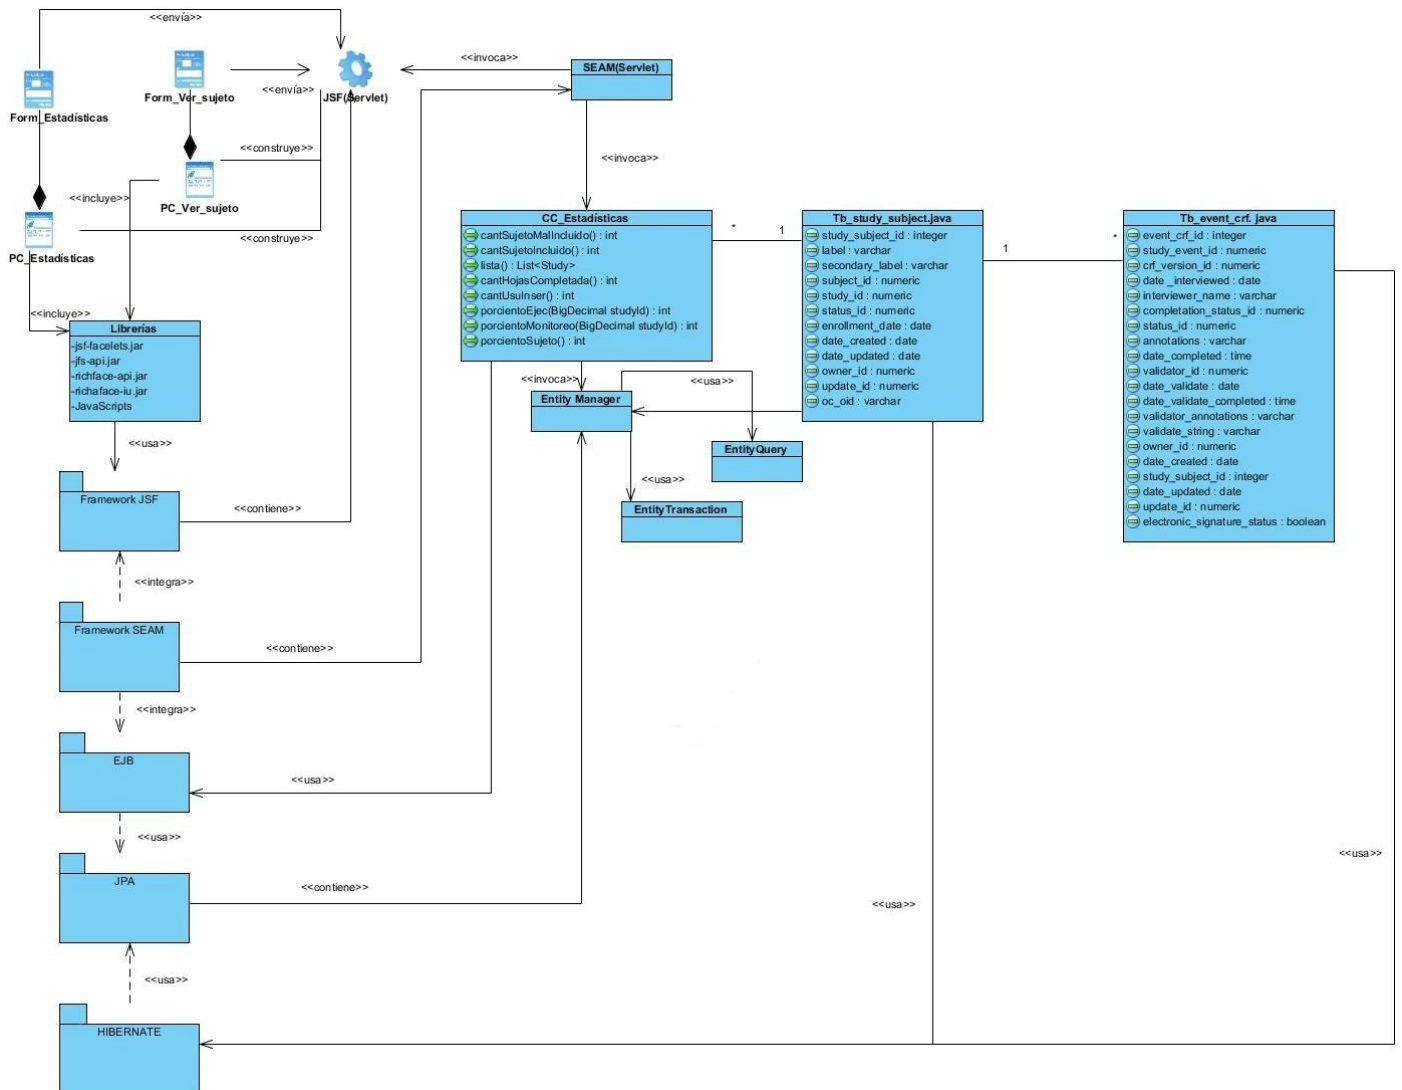 <<envía>>
Form_Estadísticas
Form_Ver_sujeto
<<envía>>
JSF(Servlet)
<<invoca>>
SEAM(Servlet)
<<construye>>
<<incluye>>
PC_Ver_sujeto
<<construye>>
PC_Estadísticas
<<incluye>>
<<invoca>>
Librerías
-jsf-facelets.jar
-jfs-api.jar
-richface-api.jar
-richaface-iu.jar
-JavaScripts
<<usa>>
CC_Estadísticas
cantSujetoMalIncluido() : int
cantSujetoIncluido() : int
lista() : List<Study>
cantHojasCompletada() : int
cantUsuInser() : int
porcientoEjec(BigDecimal studyId) : int
porcientoMonitoreo(BigDecimal studyId) : int
porcientoSujeto() : int
*
1
Tb_study_subject.java
study_subject_id : integer
label : varchar
secondary_label : varchar
subject_id : numeric
study_id : numeric
status_id : numeric
enrollment_date : date
date_created : date
date_updated : date
owner_id : numeric
update_id : numeric
oc_oid : varchar
1
*
Tb_event_crf. java
event_crf_id : integer
study_event_id : numeric
crf_version_id : numeric
date _interviewed : date
interviewer_name : varchar
completation_status_id : numeric
status_id : numeric
annotations : varchar
date_completed : time
validator_id : numeric
date_validate : date
date_validate_completed : time
validator_annotations : varchar
validate_string : varchar
owner_id : numeric
date_created : date
study_subject_id : integer
date_updated : date
update_id : numeric
electronic_signature_status : boolean
<<invoca>>
<<usa>>
Entity Manager
EntityQuery
<<usa>>
EntityTransaction
Framework JSF
<<contiene>>
<<integra>>
Framework SEAM
<<contiene>>
<<integra>>
EJB
<<usa>>
<<usa>>
JPA
<<contiene>>
<<usa>>
<<usa>>
<<usa>>
HIBERNATE